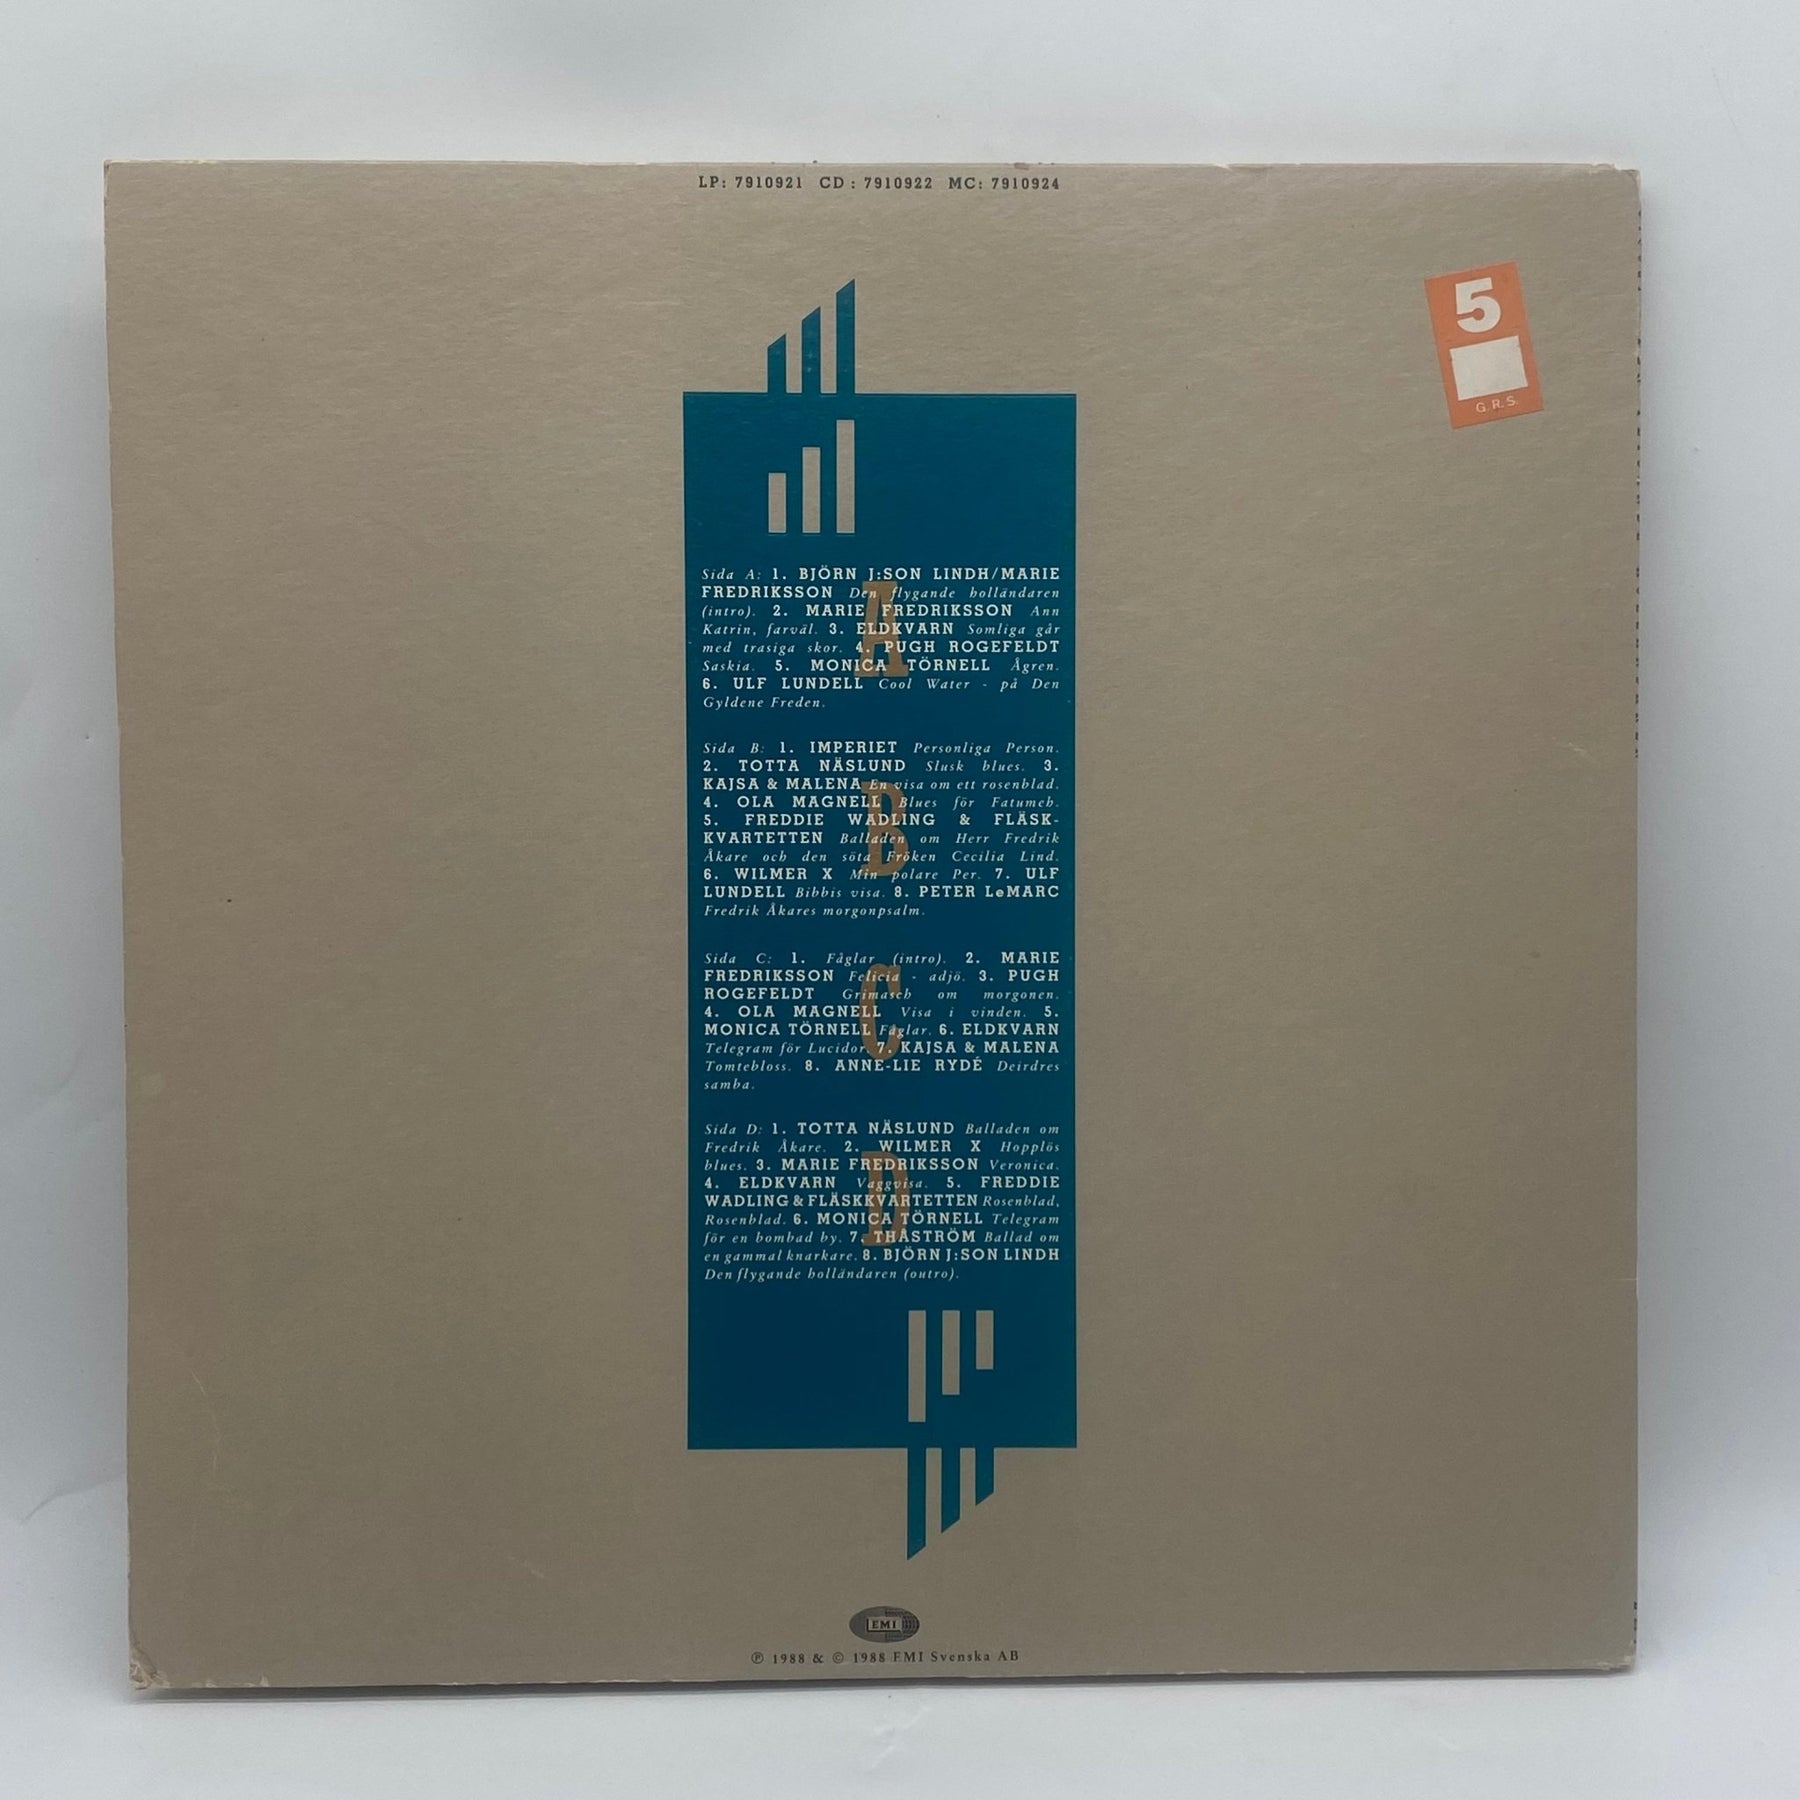 LP: 7910921 CD : 7910922 MC: 7910924
5
G.R.S.
Sida A: 1. BJÖRN J:SON LINDH/MARIE
FREDRIKSSON Den flygande holländaren
(intro). 2. MARIE FREDRIKSSON Ann
Katrin, farväl. 3. ELDKVARN Somliga går
med trasiga skor. 4. PUGH ROGEFELDT
Saskia. 5. MONICA TÖRNELL Ågren.
6. ULF LUNDELL Cool Water - på Den
Gyldene Freden.
A
Sida B: 1. IMPERIET Personliga Person.
2. TOTTA NÄSLUND Slusk blues. 3.
KAJSA & MALENA En visa om ett rosenblad.
4. OLA MAGNELL Blues för Fatumeh.
5. FREDDIE WADLING & FLÄSK-
KVARTETTEN Balladen om Herr Fredrik
Åkare och den söta Fröken Cecilia Lind.
6. WILMER X Min polare Per. 7. ULF
LUNDELL Bibbis visa. 8. PETER LeMARC
Fredrik Åkares morgonpsalm.
B
Sida C: 1. Fåglar (intro). 2. MARIE
FREDRIKSSON Felicia - adjö. 3. PUGH
ROGEFELDT Grimasch om morgonen.
4. OLA MAGNELL Visa i vinden. 5.
MONICA TÖRNELL Fåglar. 6. ELDKVARN
Telegram för Lucidor. 7. KAJSA & MALENA
Tomtebloss. 8. ANNE-LIE RYDÉ Deirdres
samba.
C
Sida D: 1. TOTTA NÄSLUND Balladen om
Fredrik Åkare. 2. WILMER X Hopplös
blues. 3. MARIE FREDRIKSSON Veronica.
4. ELDKVARN Vaggvisa. 5. FREDDIE
WADLING & FLÄSKKVARTETTEN Rosenblad,
Rosenblad. 6. MONICA TÖRNELL Telegram
för en bombad by. 7. THÅSTRÖM Ballad om
en gammal knarkare. 8. BJÖRN J:SON LINDH
Den flygande holländaren (outro).
D
EMI
℗ 1988 & © 1988 EMI Svenska AB